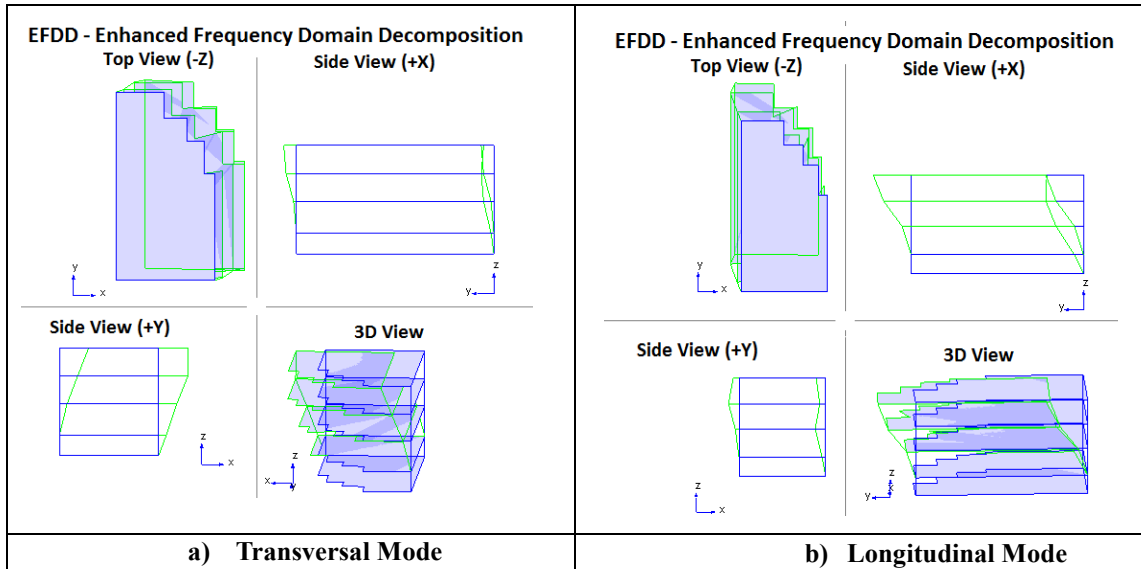 EFDD - Enhanced Frequency Domain Decomposition
Top View (-Z)
Side View (+X)
y
x
z
y
Side View (+Y)
3D View
z
x
z
x
y
a) Transversal Mode
EFDD - Enhanced Frequency Domain Decomposition
Top View (-Z)
Side View (+X)
y
x
z
y
Side View (+Y)
3D View
z
x
z
x
y
b) Longitudinal Mode